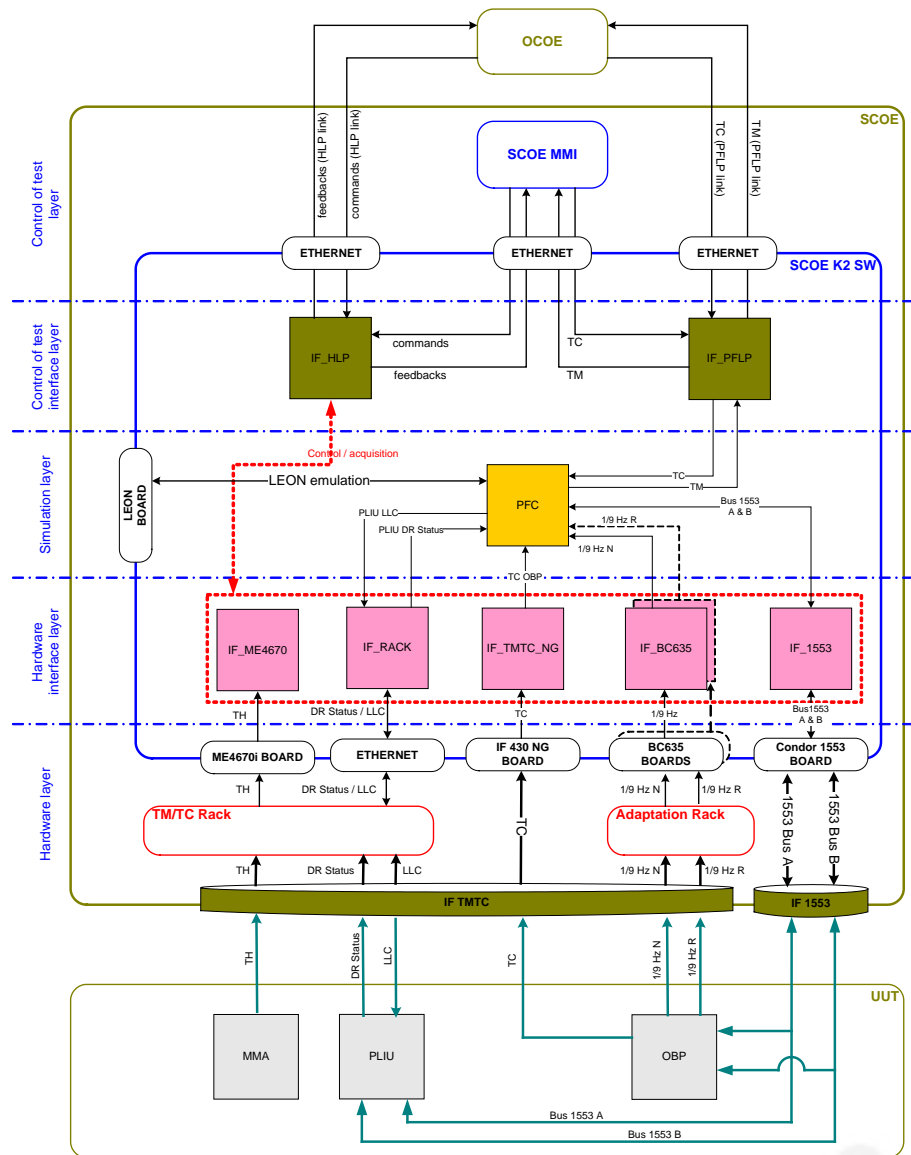 OCOE
SCOE
feedbacks (HLP link)
commands (HLP link)
TC (PFLP link)
TM (PFLP link)
Control of test
layer
SCOE MMI
ETHERNET
ETHERNET
ETHERNET
SCOE K2 SW
Control of test
interface layer
IF_HLP
commands
feedbacks
TC
TM
IF_PFLP
Simulation layer
Control / acquisition
LEON
BOARD
LEON emulation
PFC
TC
TM
PLIU LLC
PLIU DR Status
1/9 Hz R
1/9 Hz N
Bus 1553
A & B
TC OBP
Hardware
interface layer
IF_ME4670
IF_RACK
IF_TMTC_NG
IF_BC635
IF_1553
TH
DR Status / LLC
TC
1/9 Hz
Bus1553
A & B
Hardware layer
ME4670i BOARD
ETHERNET
IF 430 NG
BOARD
BC635
BOARDS
Condor 1553
BOARD
TH
DR Status / LLC
1/9 Hz N
1/9 Hz R
TM/TC Rack
TC
Adaptation Rack
1553 Bus A
1553 Bus B
TH
DR Status
LLC
1/9 Hz N
1/9 Hz R
IF TMTC
IF 1553
TH
DR Status
LLC
TC
1/9 Hz N
1/9 Hz R
UUT
MMA
PLIU
OBP
Bus 1553 A
Bus 1553 B